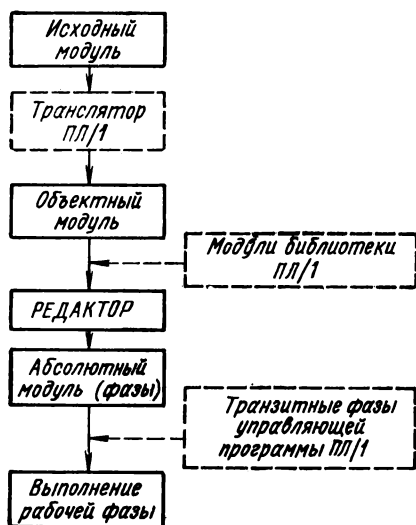 Исходный
модуль
Транслятор
ПЛ/1
Объектный
модуль
Модули библиотеки
ПЛ/1
РЕДАКТОР
Абсолютный
модуль (фазы)
Транзитные фазы
управляющей
программы ПЛ/1
Выполнение
рабочей фазы